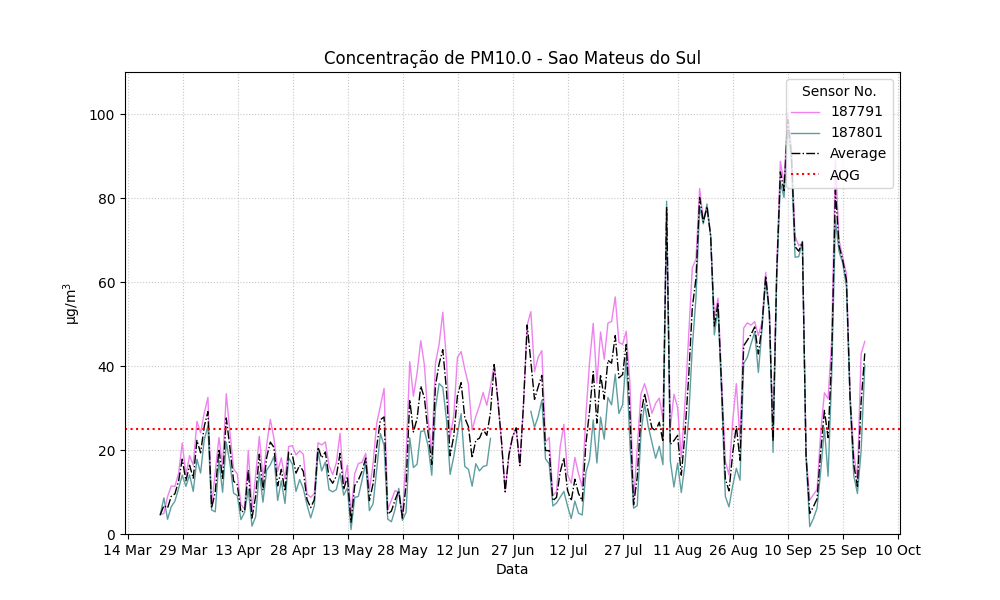 Concentração de PM10.0 - Sao Mateus do Sul
Sensor No.
187791
187801
Average
AQG
µg/m³
100
80
60
40
20
0
14 Mar 29 Mar 13 Apr 28 Apr 13 May 28 May 12 Jun 27 Jun 12 Jul 27 Jul 11 Aug 26 Aug 10 Sep 25 Sep 10 Oct
Data